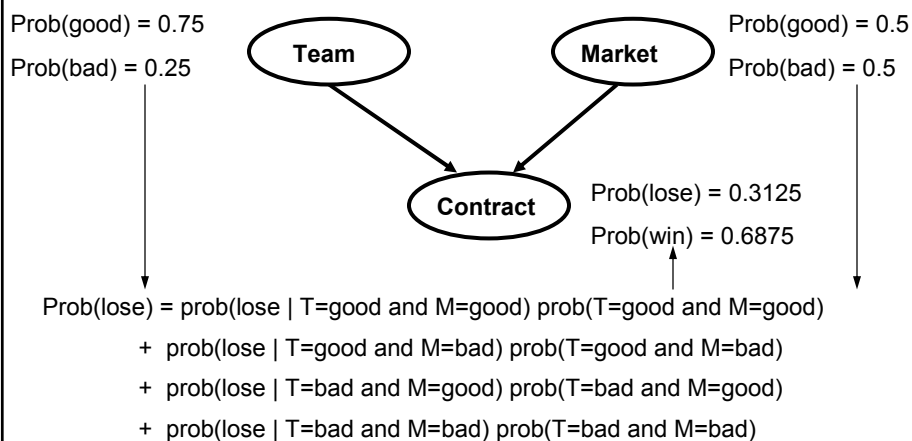 Prob(good) = 0.75
Prob(bad) = 0.25
Team
Market
Prob(good) = 0.5
Prob(bad) = 0.5
Contract
Prob(lose) = 0.3125
Prob(win) = 0.6875
Prob(lose) = prob(lose | T=good and M=good) prob(T=good and M=good)
+ prob(lose | T=good and M=bad) prob(T=good and M=bad)
+ prob(lose | T=bad and M=good) prob(T=bad and M=good)
+ prob(lose | T=bad and M=bad) prob(T=bad and M=bad)